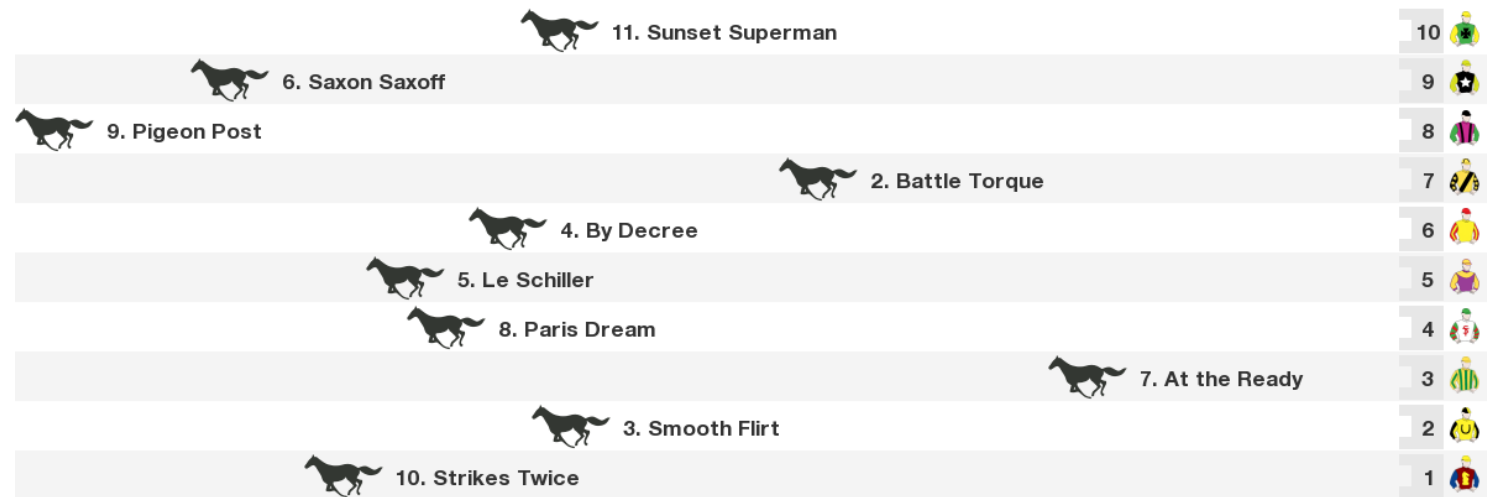 11. Sunset Superman 10
6. Saxon Saxoff 9
9. Pigeon Post 8
2. Battle Torque 7
4. By Decree 6
5. Le Schiller 5
8. Paris Dream 4
7. At the Ready 3
3. Smooth Flirt 2
10. Strikes Twice 1